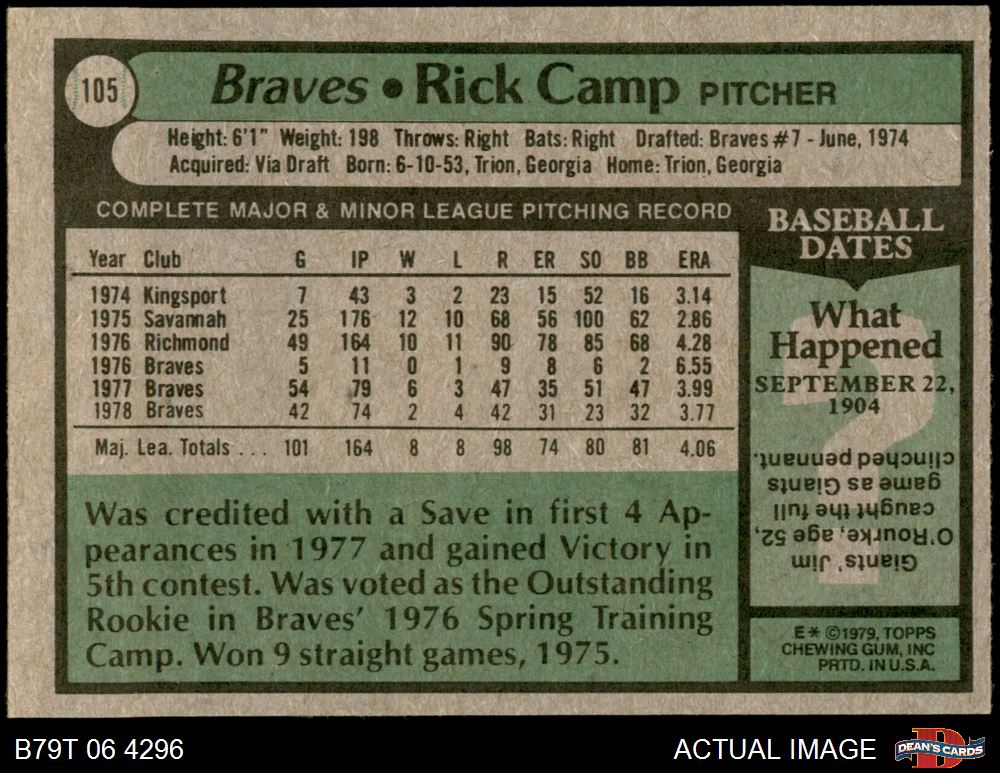 105
Braves • Rick Camp PITCHER
Height: 6'1" Weight: 198 Throws: Right Bats: Right Drafted: Braves #7 - June, 1974
Acquired: Via Draft Born: 6-10-53, Trion, Georgia Home: Trion, Georgia
COMPLETE MAJOR & MINOR LEAGUE PITCHING RECORD
Year Club G IP W L R ER SO BB ERA
1974 Kingsport 7 43 3 2 23 15 52 16 3.14
1975 Savannah 25 176 12 10 68 56 100 62 2.86
1976 Richmond 49 164 10 11 90 78 85 68 4.28
1976 Braves 5 11 0 1 9 8 6 2 6.55
1977 Braves 54 79 6 3 47 35 51 47 3.99
1978 Braves 42 74 2 4 42 31 23 32 3.77
Maj. Lea. Totals . . . 101 164 8 8 98 74 80 81 4.06
Was credited with a Save in first 4 Ap-
pearances in 1977 and gained Victory in
5th contest. Was voted as the Outstanding
Rookie in Braves' 1976 Spring Training
Camp. Won 9 straight games, 1975.
BASEBALL
DATES
What
Happened
SEPTEMBER 22,
1904
?
Giants' Jim
O'Rourke, age 52,
caught the full
game as Giants
clinched pennant.
E* ©1979, TOPPS
CHEWING GUM, INC
PRTD. IN U.S.A.
B79T 06 4296
ACTUAL IMAGE
D
DEAN'S CARDS